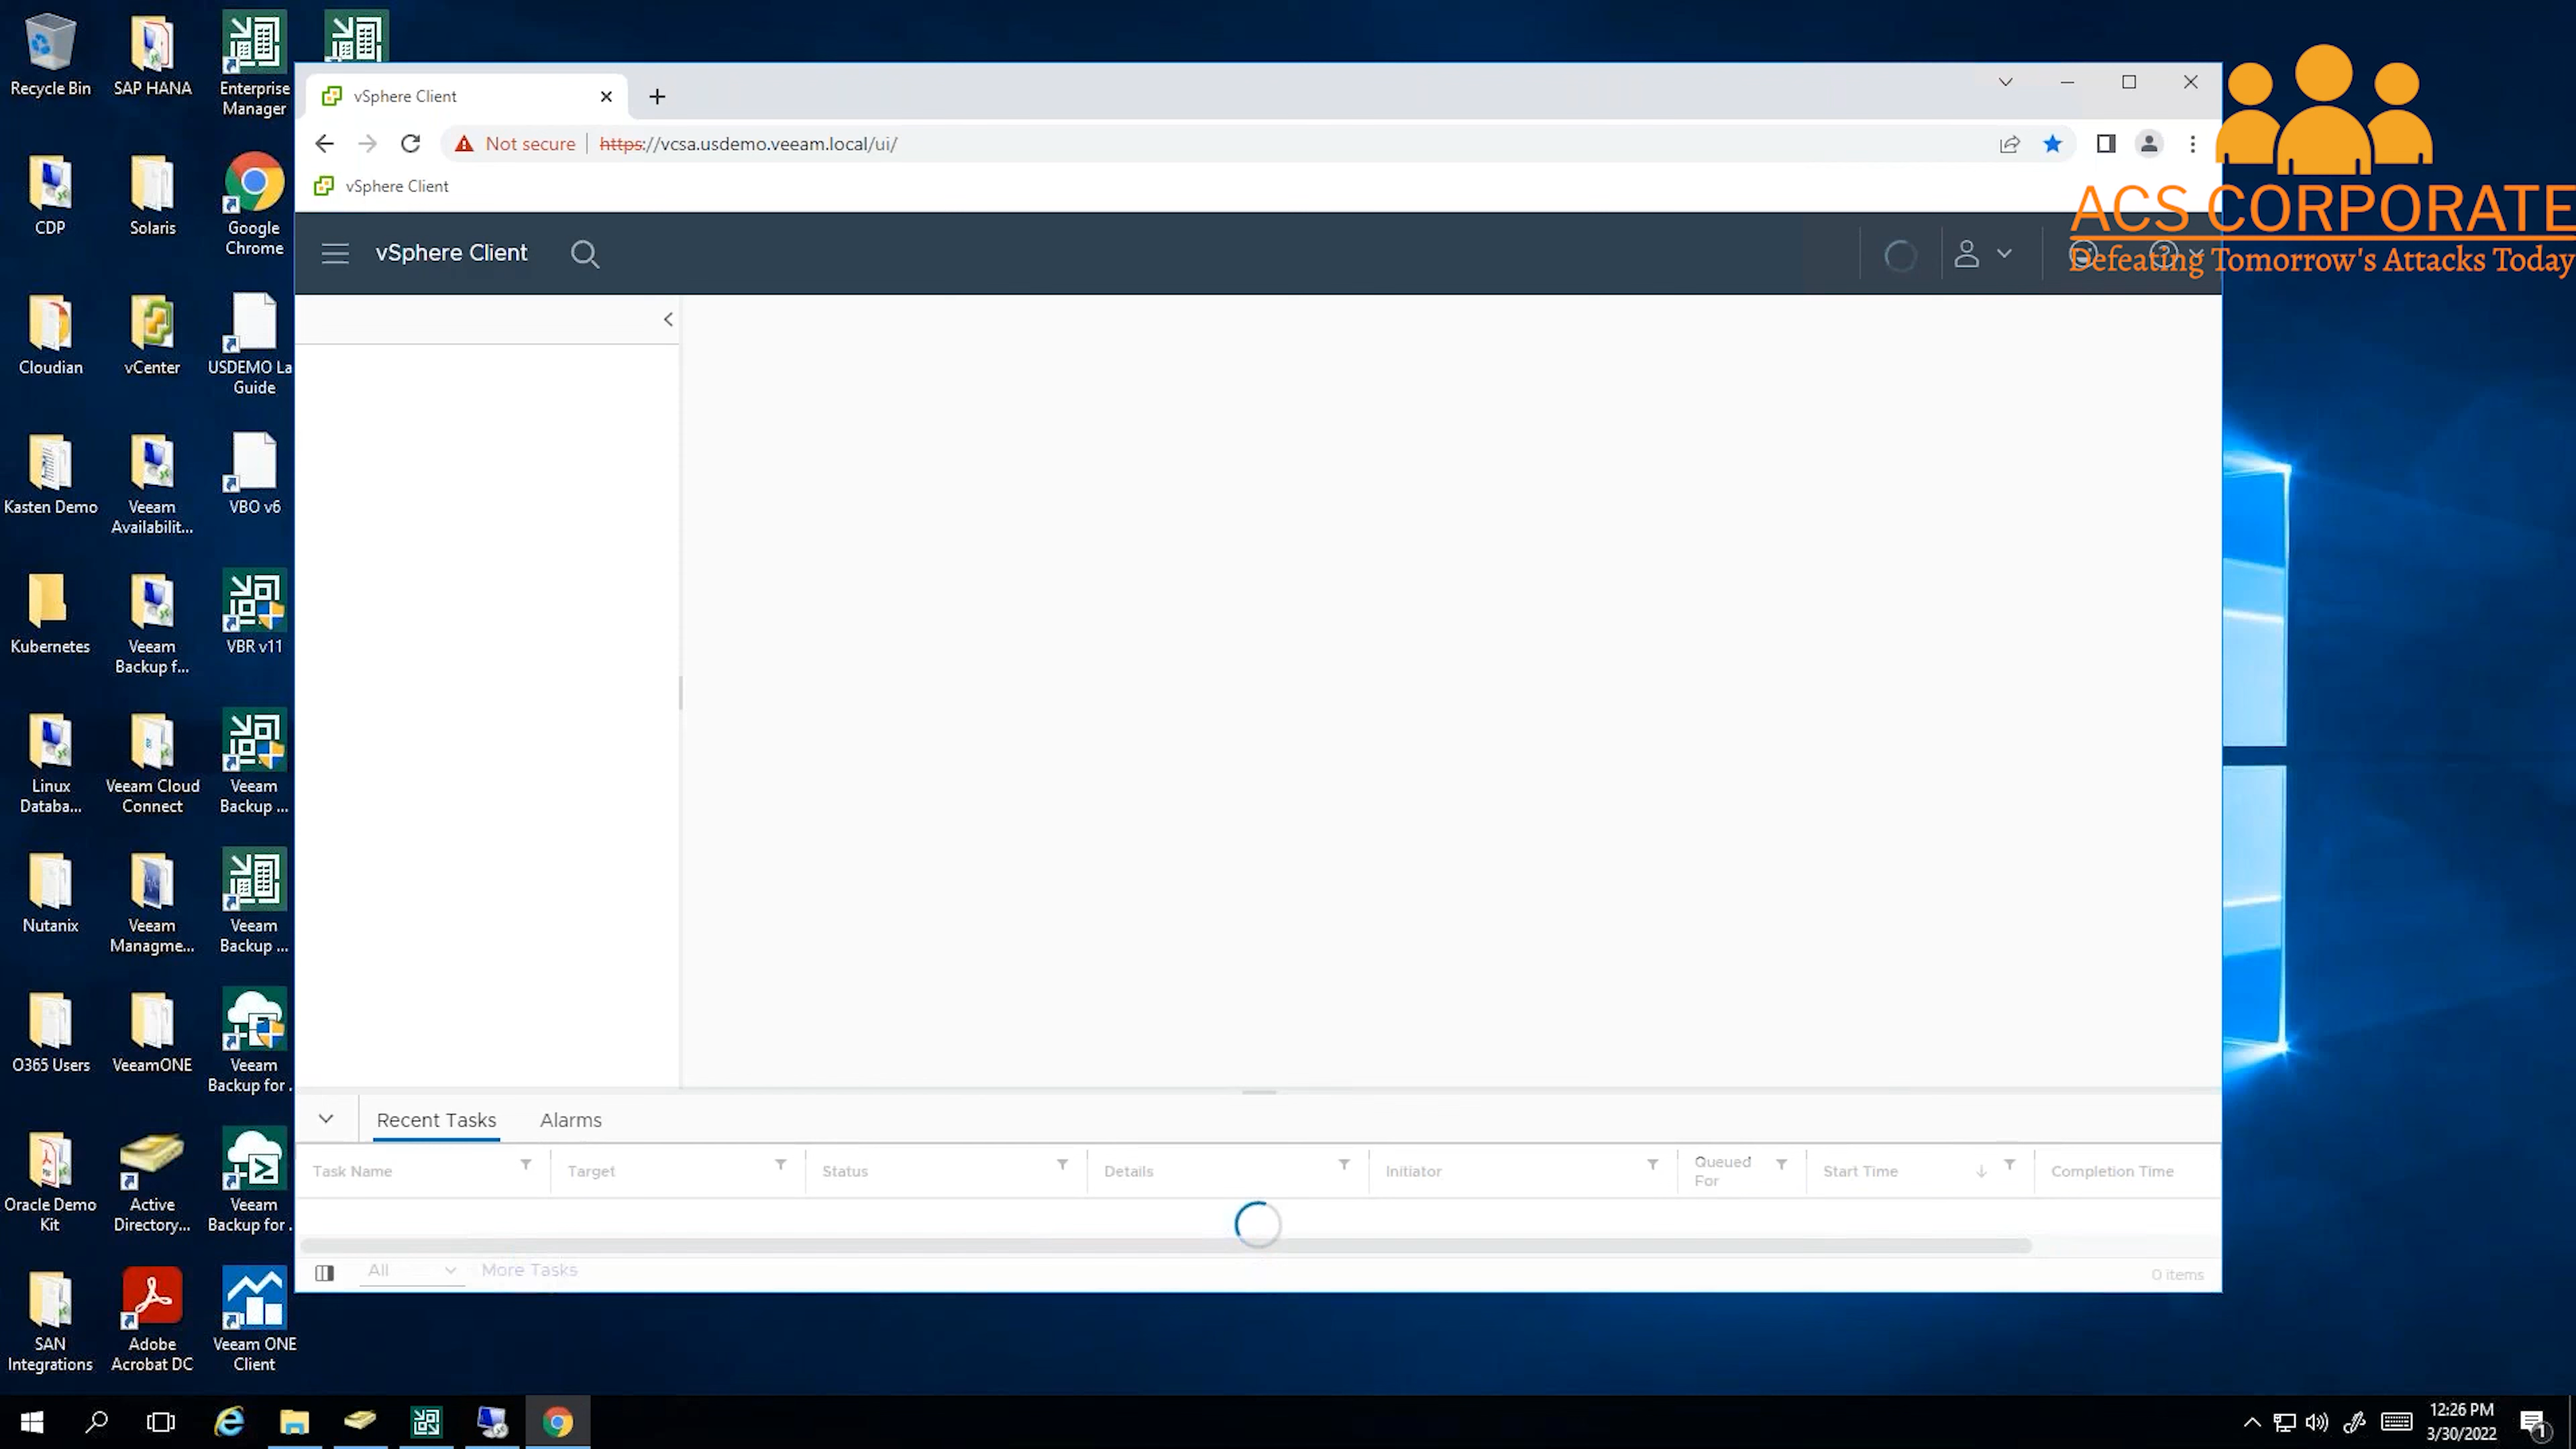 Recycle Bin
SAP HANA
Enterprise
Manager
CDP
Solaris
Google
Chrome
Cloudian
vCenter
USDEMO La
Guide
Kasten Demo
Veeam
Availabilit...
VBO v6
Kubernetes
Veeam
Backup f...
VBR v11
Linux
Databa...
Veeam Cloud
Connect
Veeam
Backup ...
Nutanix
Veeam
Managme...
Veeam
Backup ...
O365 Users
VeeamONE
Veeam
Backup for .
Oracle Demo
Kit
Active
Directory...
Veeam
Backup for .
SAN
Integrations
Adobe
Acrobat DC
Veeam ONE
Client
vSphere Client
Not secure
https://vcsa.usdemo.veeam.local/ui/
vSphere Client
vSphere Client
ACS CORPORATE
Defeating Tomorrow's Attacks Today
Recent Tasks
Alarms
Task Name
Target
Status
Details
Initiator
Queued
For
Start Time
Completion Time
All
More Tasks
0 items
12:26 PM
3/30/2022
1